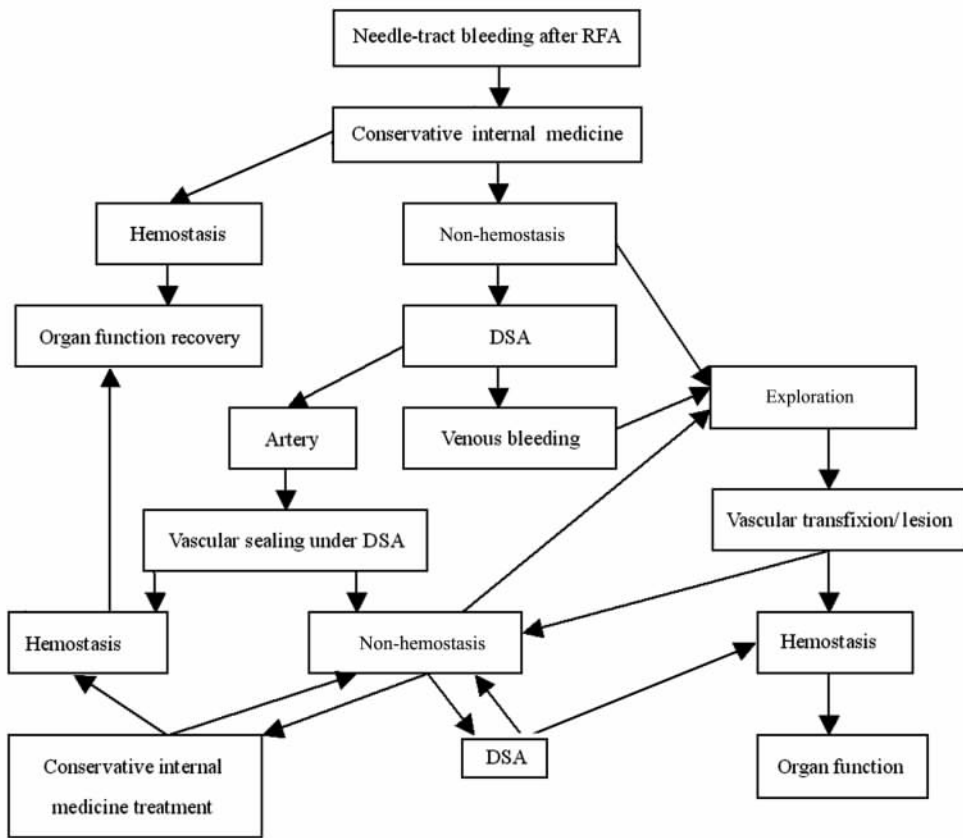 Needle-tract bleeding after RFA
Conservative internal medicine
Hemostasis
Non-hemostasis
Organ function recovery
DSA
Exploration
Artery
Venous bleeding
Vascular transfixion/ lesion
Vascular sealing under DSA
Hemostasis
Non-hemostasis
Hemostasis
Conservative internal
medicine treatment
DSA
Organ function